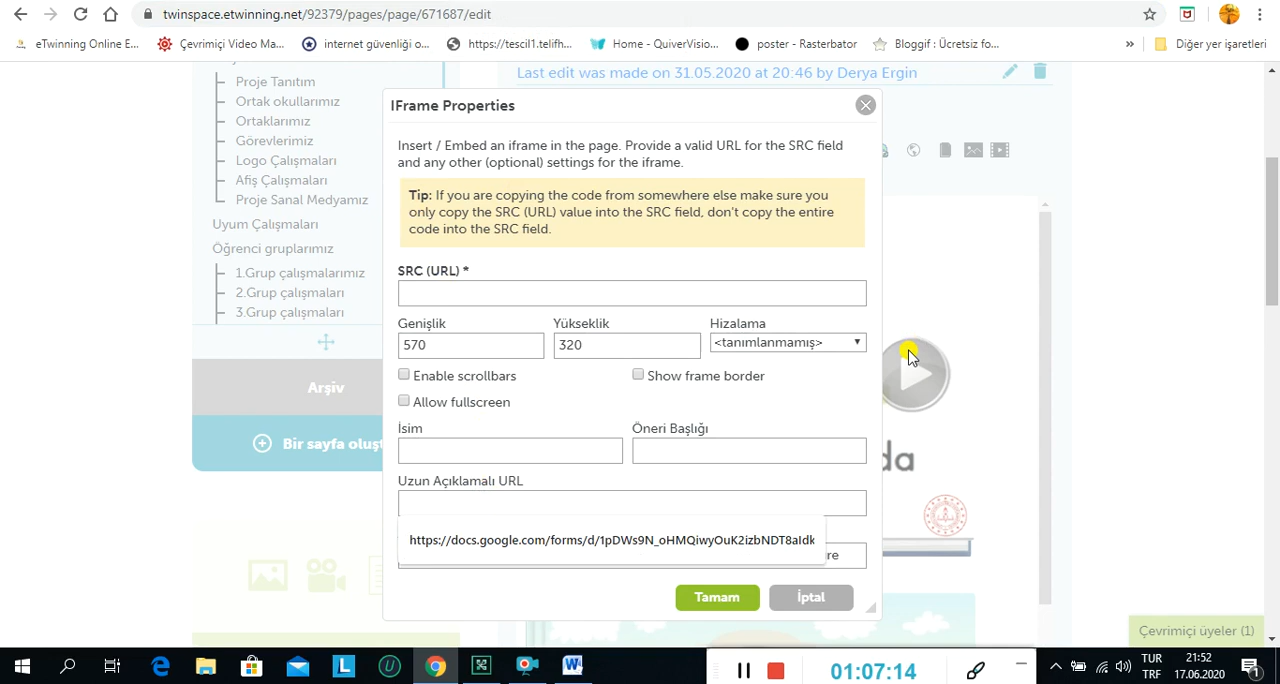 twinspace.etwinning.net/92379/pages/page/671687/edit
eTwinning Online E... Çevrimiçi Video Ma... internet güvenliği o... https://tescil1.telifh... Home - QuiverVisio... poster - Rasterbator Bloggif : Ücretsiz fo... » Diğer yer işaretleri
Proje Tanıtım
Ortak okullarımız
Ortaklarımız
Görevlerimiz
Logo Çalışmaları
Afiş Çalışmaları
Proje Sanal Medyamız
Uyum Çalışmaları
Öğrenci gruplarımız
1.Grup çalışmalarımız
2.Grup çalışmaları
3.Grup çalışmaları
Arşiv
Bir sayfa oluşt
Last edit was made on 31.05.2020 at 20:46 by Derya Ergin
IFrame Properties
Insert / Embed an iframe in the page. Provide a valid URL for the SRC field
and any other (optional) settings for the iframe.
Tip: If you are copying the code from somewhere else make sure you
only copy the SRC (URL) value into the SRC field, don't copy the entire
code into the SRC field.
SRC (URL) *
Genişlik Yükseklik Hizalama
570 320 <tanımlanmamış>
Enable scrollbars Show frame border
Allow fullscreen
İsim Öneri Başlığı
Uzun Açıklamalı URL
https://docs.google.com/forms/d/1pDWs9N_oHMQiwyOuK2izbNDT8aIdk
re
Tamam İptal
da
Çevrimiçi üyeler (1)
01:07:14
TUR 21:52
TRF 17.06.2020
1